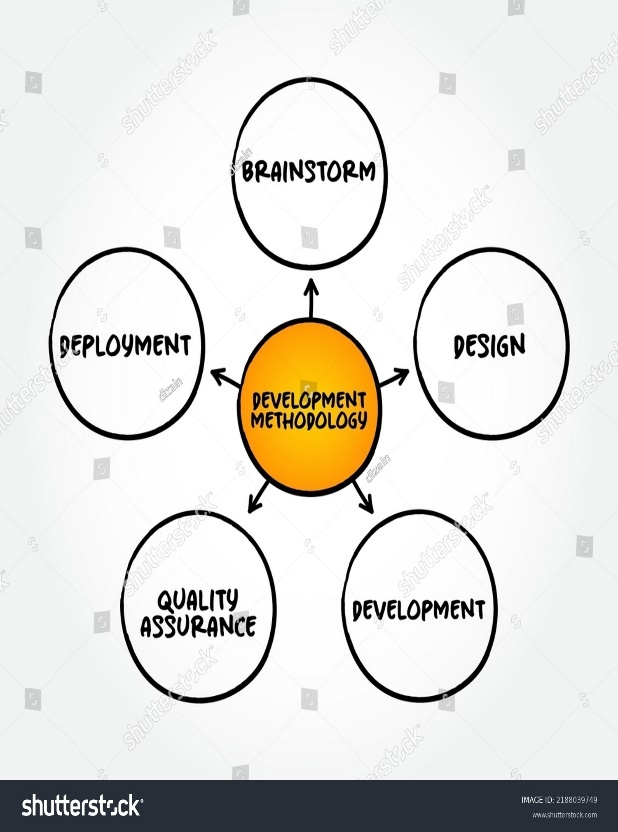 BRAINSTORM
DEPLOYMENT
DESIGN
DEVELOPMENT
METHODOLOGY
QUALITY
ASSURANCE
DEVELOPMENT
shutterstock
IMAGE ID: 2188039749
www.shutterstock.com